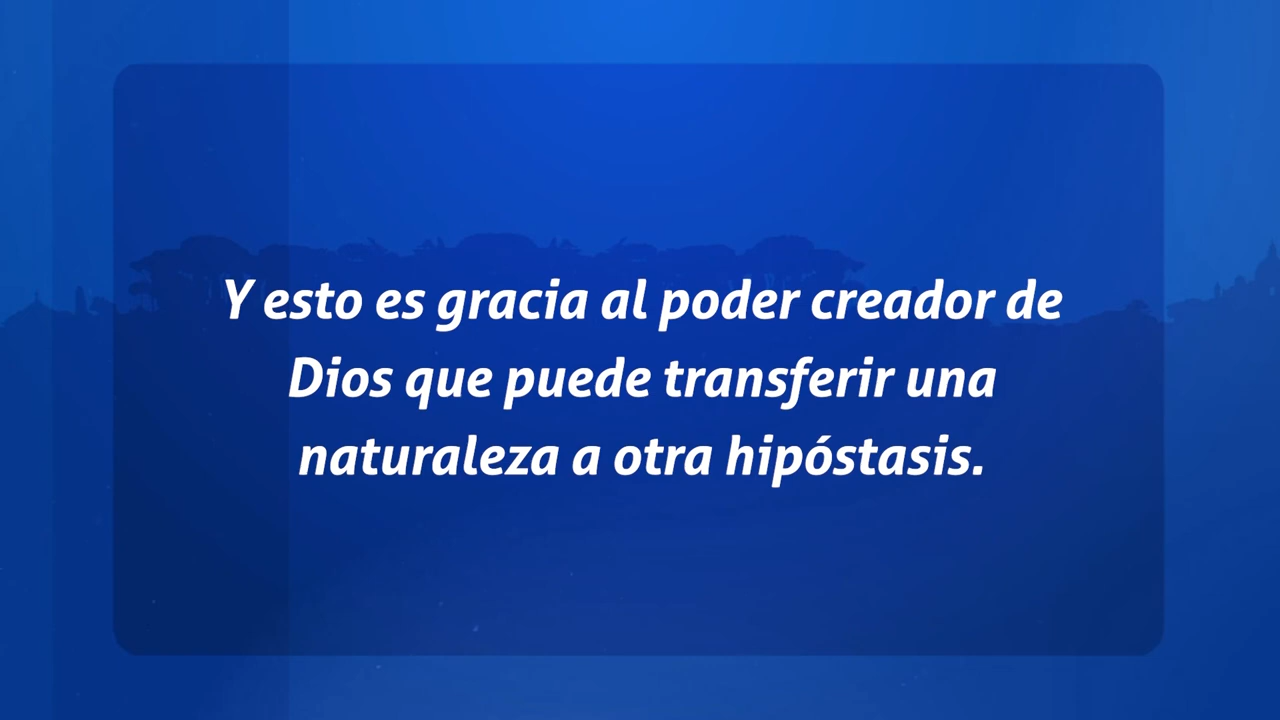 Y esto es gracia al poder creador de
Dios que puede transferir una
naturaleza a otra hipóstasis.